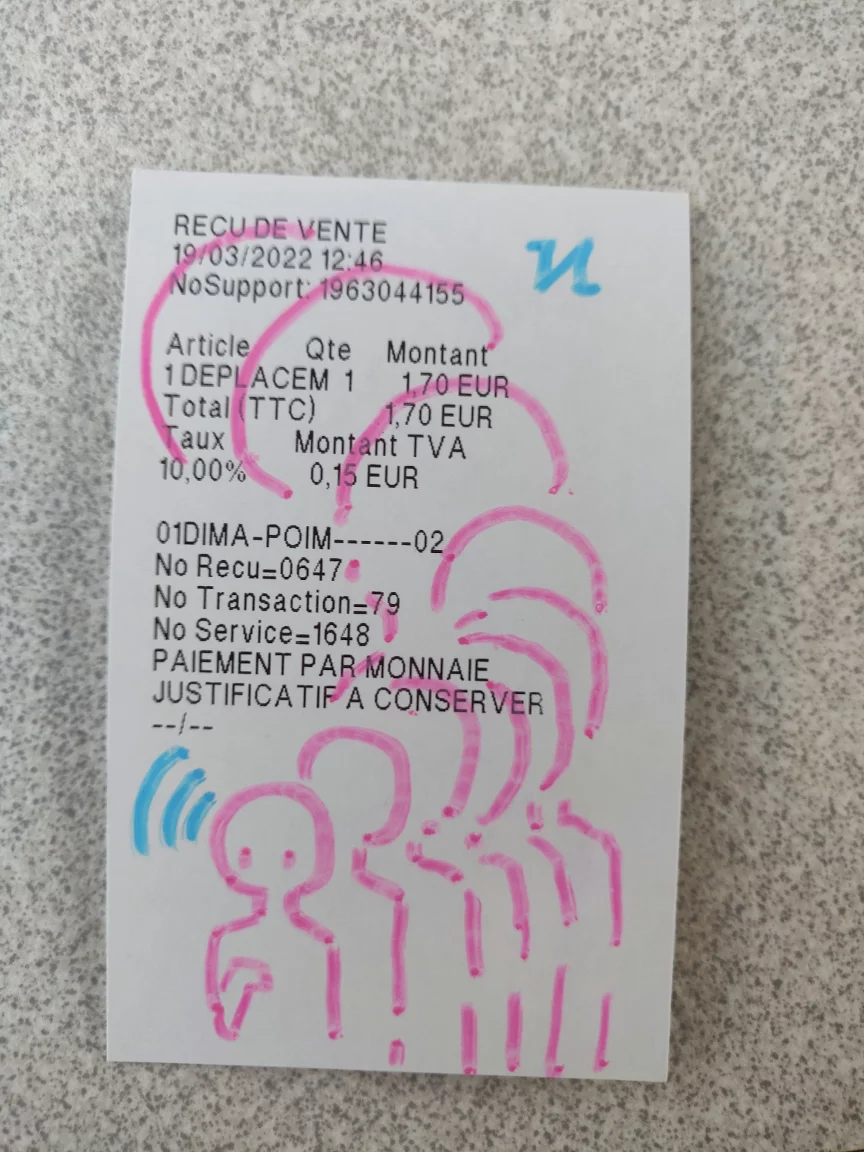 RECU DE VENTE
19/03/2022 12:46
NoSupport: 1963044155
Article Qte Montant
1 DEPLACEM 1 1,70 EUR
Total (TTC) 1,70 EUR
Taux Montant TVA
10,00% 0,15 EUR
01DIMA-POIM------02
No Recu=0647
No Transaction=79
No Service=1648
PAIEMENT PAR MONNAIE
JUSTIFICATIF A CONSERVER
--/--